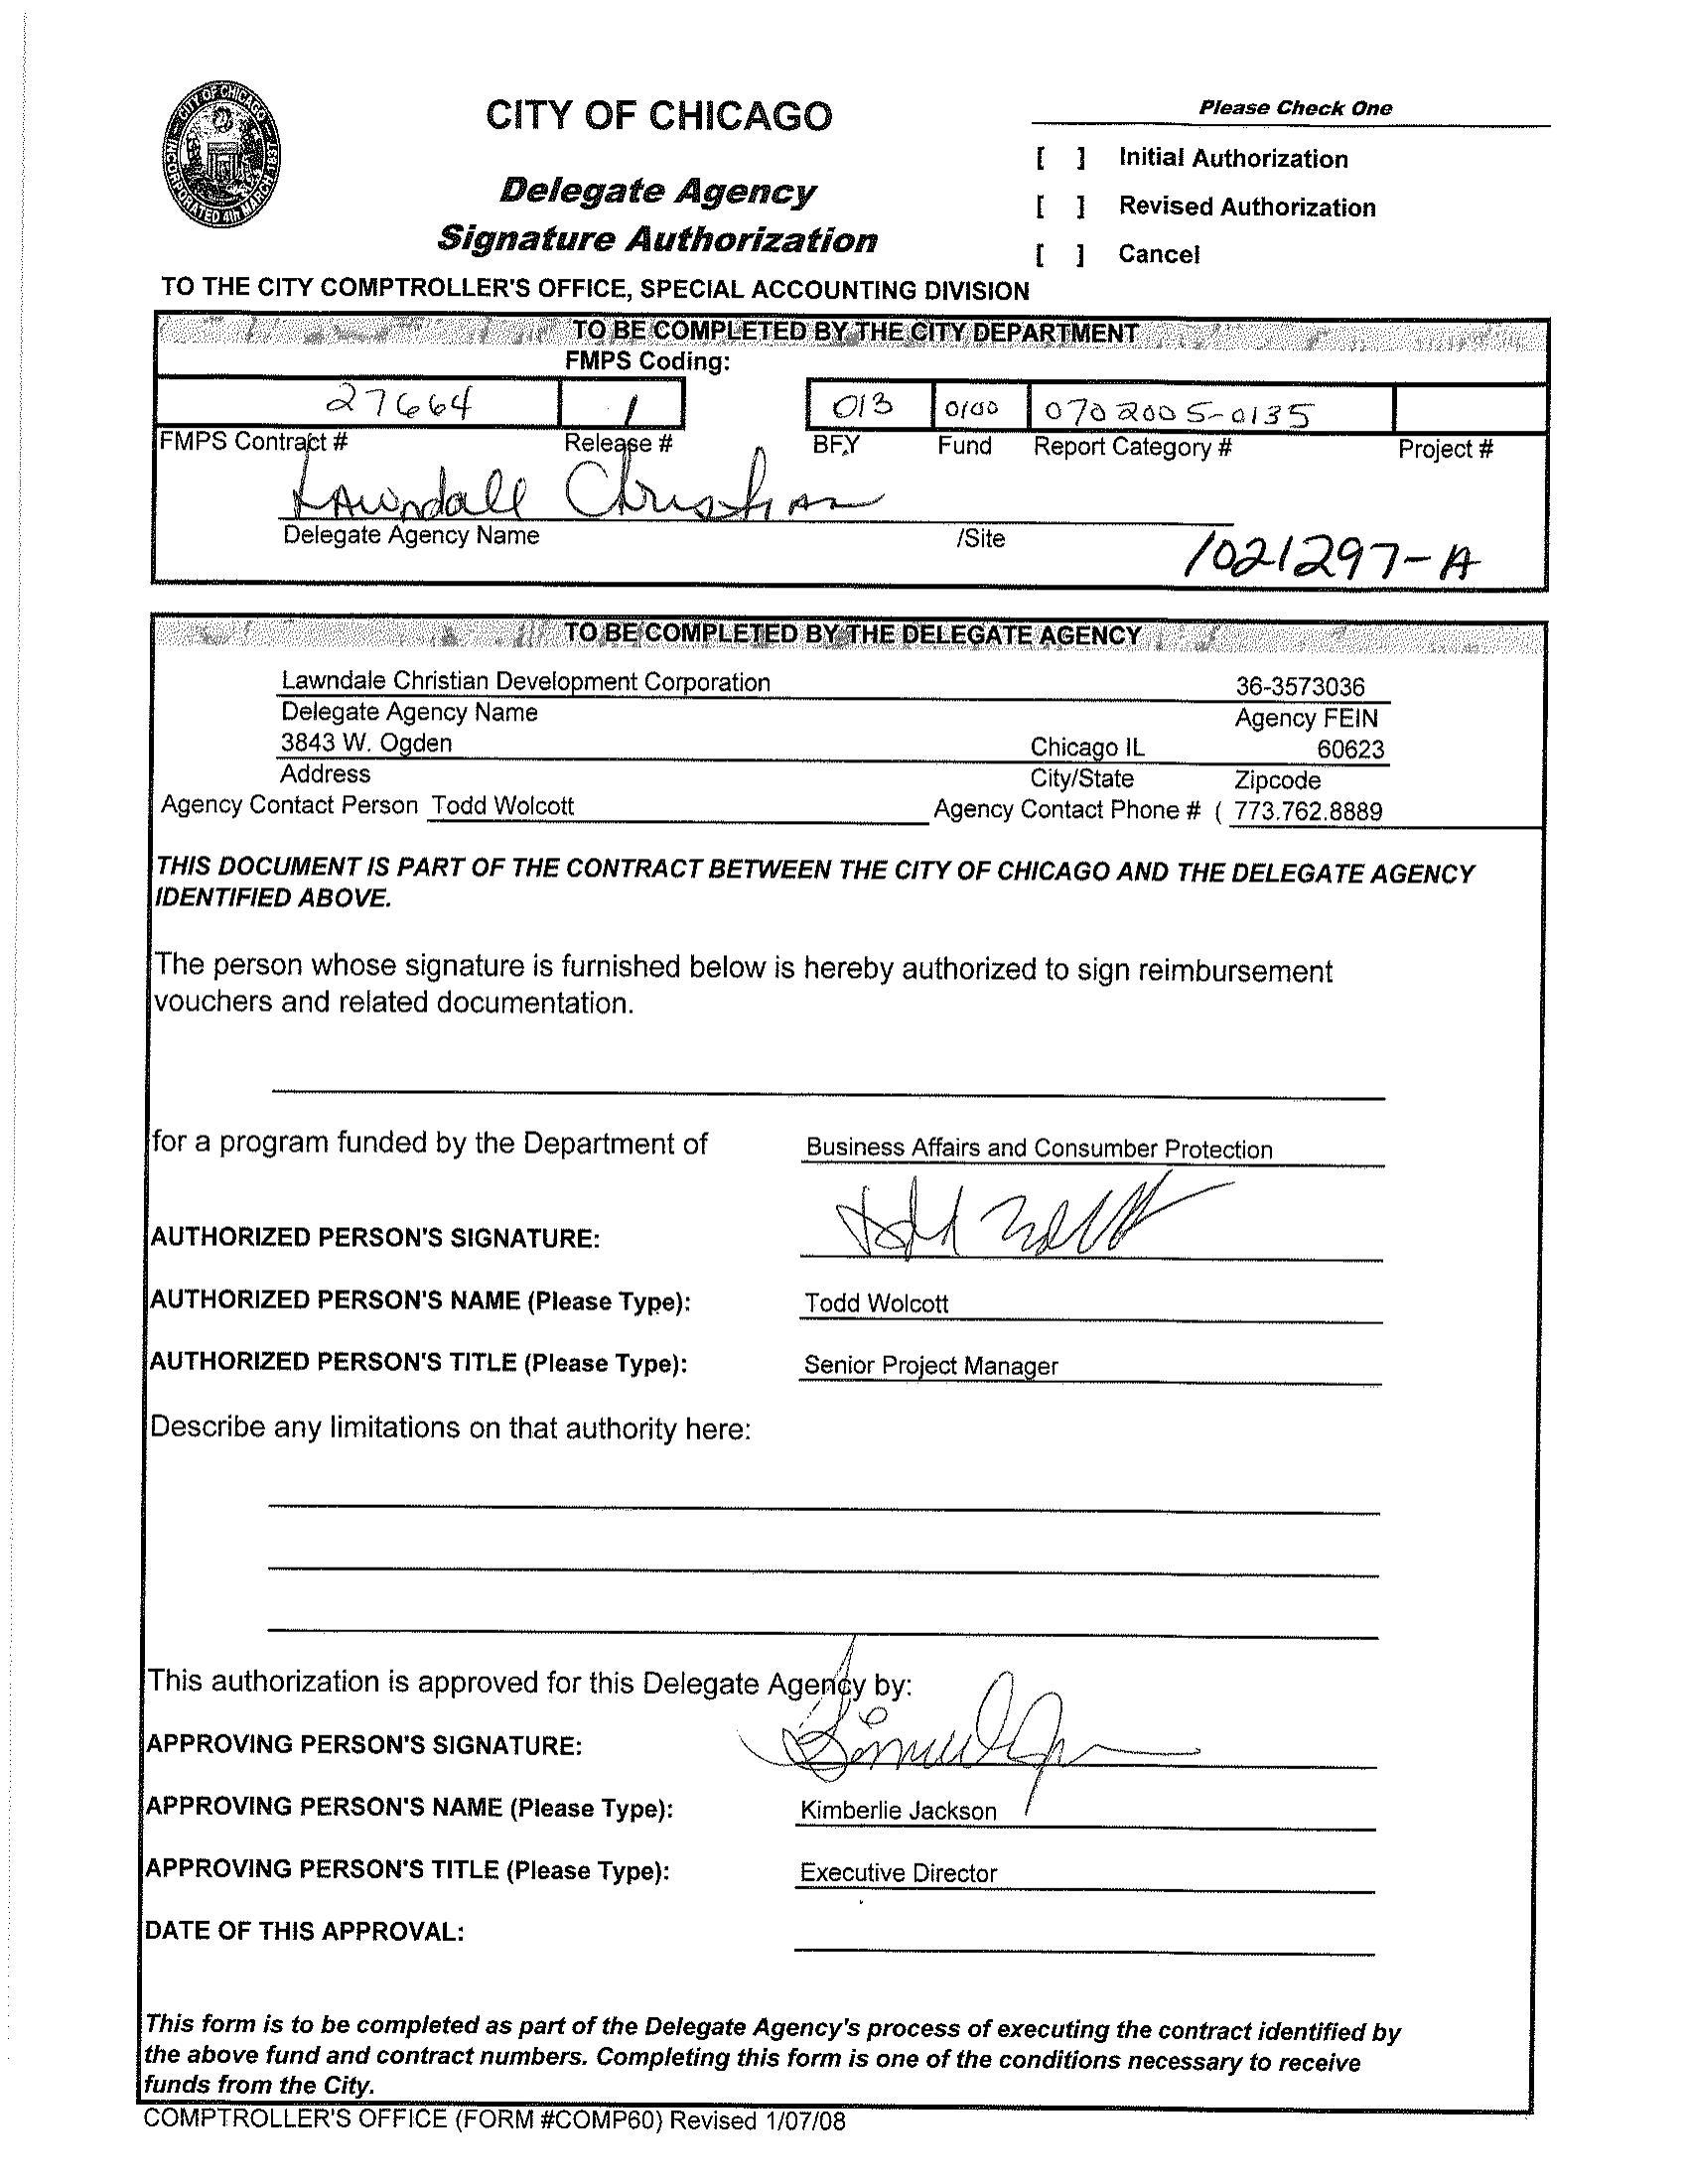 CITY OF CHICAGO
INCORPORATED 4th MARCH 1837
CITY OF CHICAGO
Delegate Agency
Signature Authorization
Please Check One
[ ] Initial Authorization
[ ] Revised Authorization
[ ] Cancel
TO THE CITY COMPTROLLER'S OFFICE, SPECIAL ACCOUNTING DIVISION
TO BE COMPLETED BY THE CITY DEPARTMENT
FMPS Coding:
27664 1 013 0100 0702005-0135
FMPS Contract # Release # BFY Fund Report Category # Project #
Lawndall Christian
Delegate Agency Name /Site
1021297-A
TO BE COMPLETED BY THE DELEGATE AGENCY
Lawndale Christian Development Corporation 36-3573036
Delegate Agency Name Agency FEIN
3843 W. Ogden Chicago IL 60623
Address City/State Zipcode
Agency Contact Person Todd Wolcott Agency Contact Phone # ( 773.762.8889
THIS DOCUMENT IS PART OF THE CONTRACT BETWEEN THE CITY OF CHICAGO AND THE DELEGATE AGENCY
IDENTIFIED ABOVE.
The person whose signature is furnished below is hereby authorized to sign reimbursement
vouchers and related documentation.
for a program funded by the Department of Business Affairs and Consumber Protection
AUTHORIZED PERSON'S SIGNATURE: Todd Wolcott
AUTHORIZED PERSON'S NAME (Please Type): Todd Wolcott
AUTHORIZED PERSON'S TITLE (Please Type): Senior Project Manager
Describe any limitations on that authority here:
This authorization is approved for this Delegate Agency by:
APPROVING PERSON'S SIGNATURE:
APPROVING PERSON'S NAME (Please Type): Kimberlie Jackson
APPROVING PERSON'S TITLE (Please Type): Executive Director
DATE OF THIS APPROVAL:
This form is to be completed as part of the Delegate Agency's process of executing the contract identified by
the above fund and contract numbers. Completing this form is one of the conditions necessary to receive
funds from the City.
COMPTROLLER'S OFFICE (FORM #COMP60) Revised 1/07/08